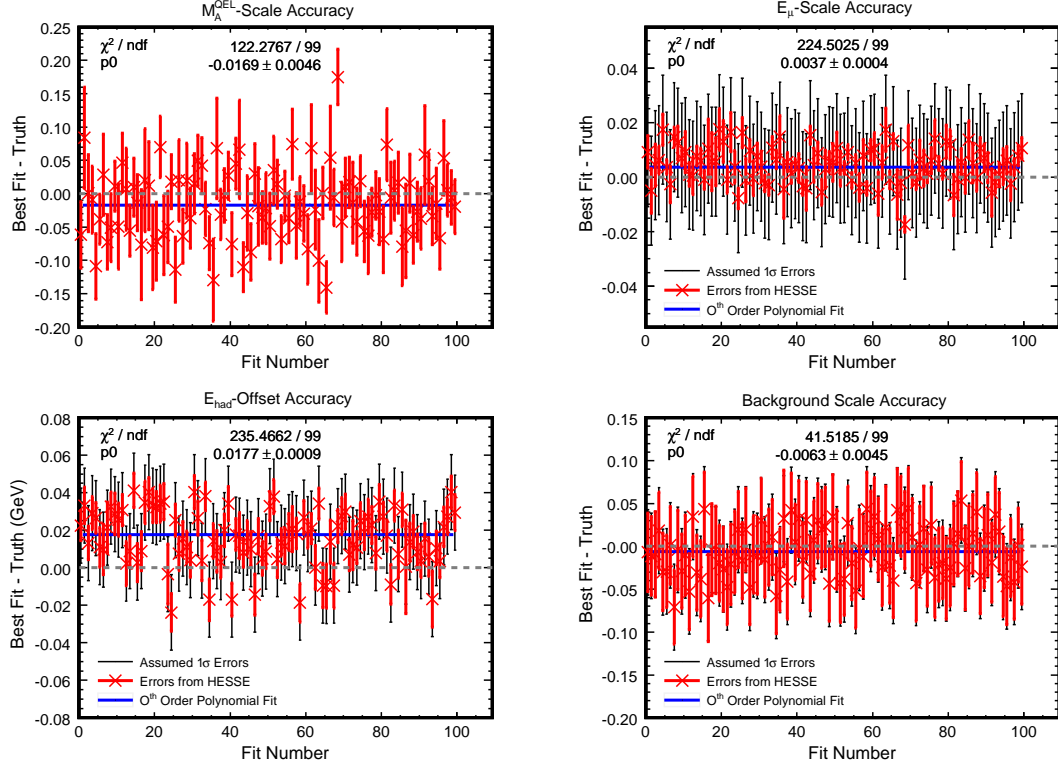 M_A^QEL-Scale Accuracy
χ² / ndf 122.2767 / 99
p0 -0.0169 ± 0.0046
Best Fit - Truth
0.25
0.20
0.15
0.10
0.05
0.00
-0.05
-0.10
-0.15
-0.20
0 20 40 60 80 100
Fit Number
E_μ-Scale Accuracy
χ² / ndf 224.5025 / 99
p0 0.0037 ± 0.0004
Best Fit - Truth
0.04
0.02
0.00
-0.02
-0.04
Assumed 1σ Errors
Errors from HESSE
O^th Order Polynomial Fit
0 20 40 60 80 100
Fit Number
E_had-Offset Accuracy
χ² / ndf 235.4662 / 99
p0 0.0177 ± 0.0009
Best Fit - Truth (GeV)
0.08
0.06
0.04
0.02
0.00
-0.02
-0.04
-0.06
-0.08
Assumed 1σ Errors
Errors from HESSE
O^th Order Polynomial Fit
0 20 40 60 80 100
Fit Number
Background Scale Accuracy
χ² / ndf 41.5185 / 99
p0 -0.0063 ± 0.0045
Best Fit - Truth
0.15
0.10
0.05
-0.00
-0.05
-0.10
-0.15
-0.20
Assumed 1σ Errors
Errors from HESSE
O^th Order Polynomial Fit
0 20 40 60 80 100
Fit Number